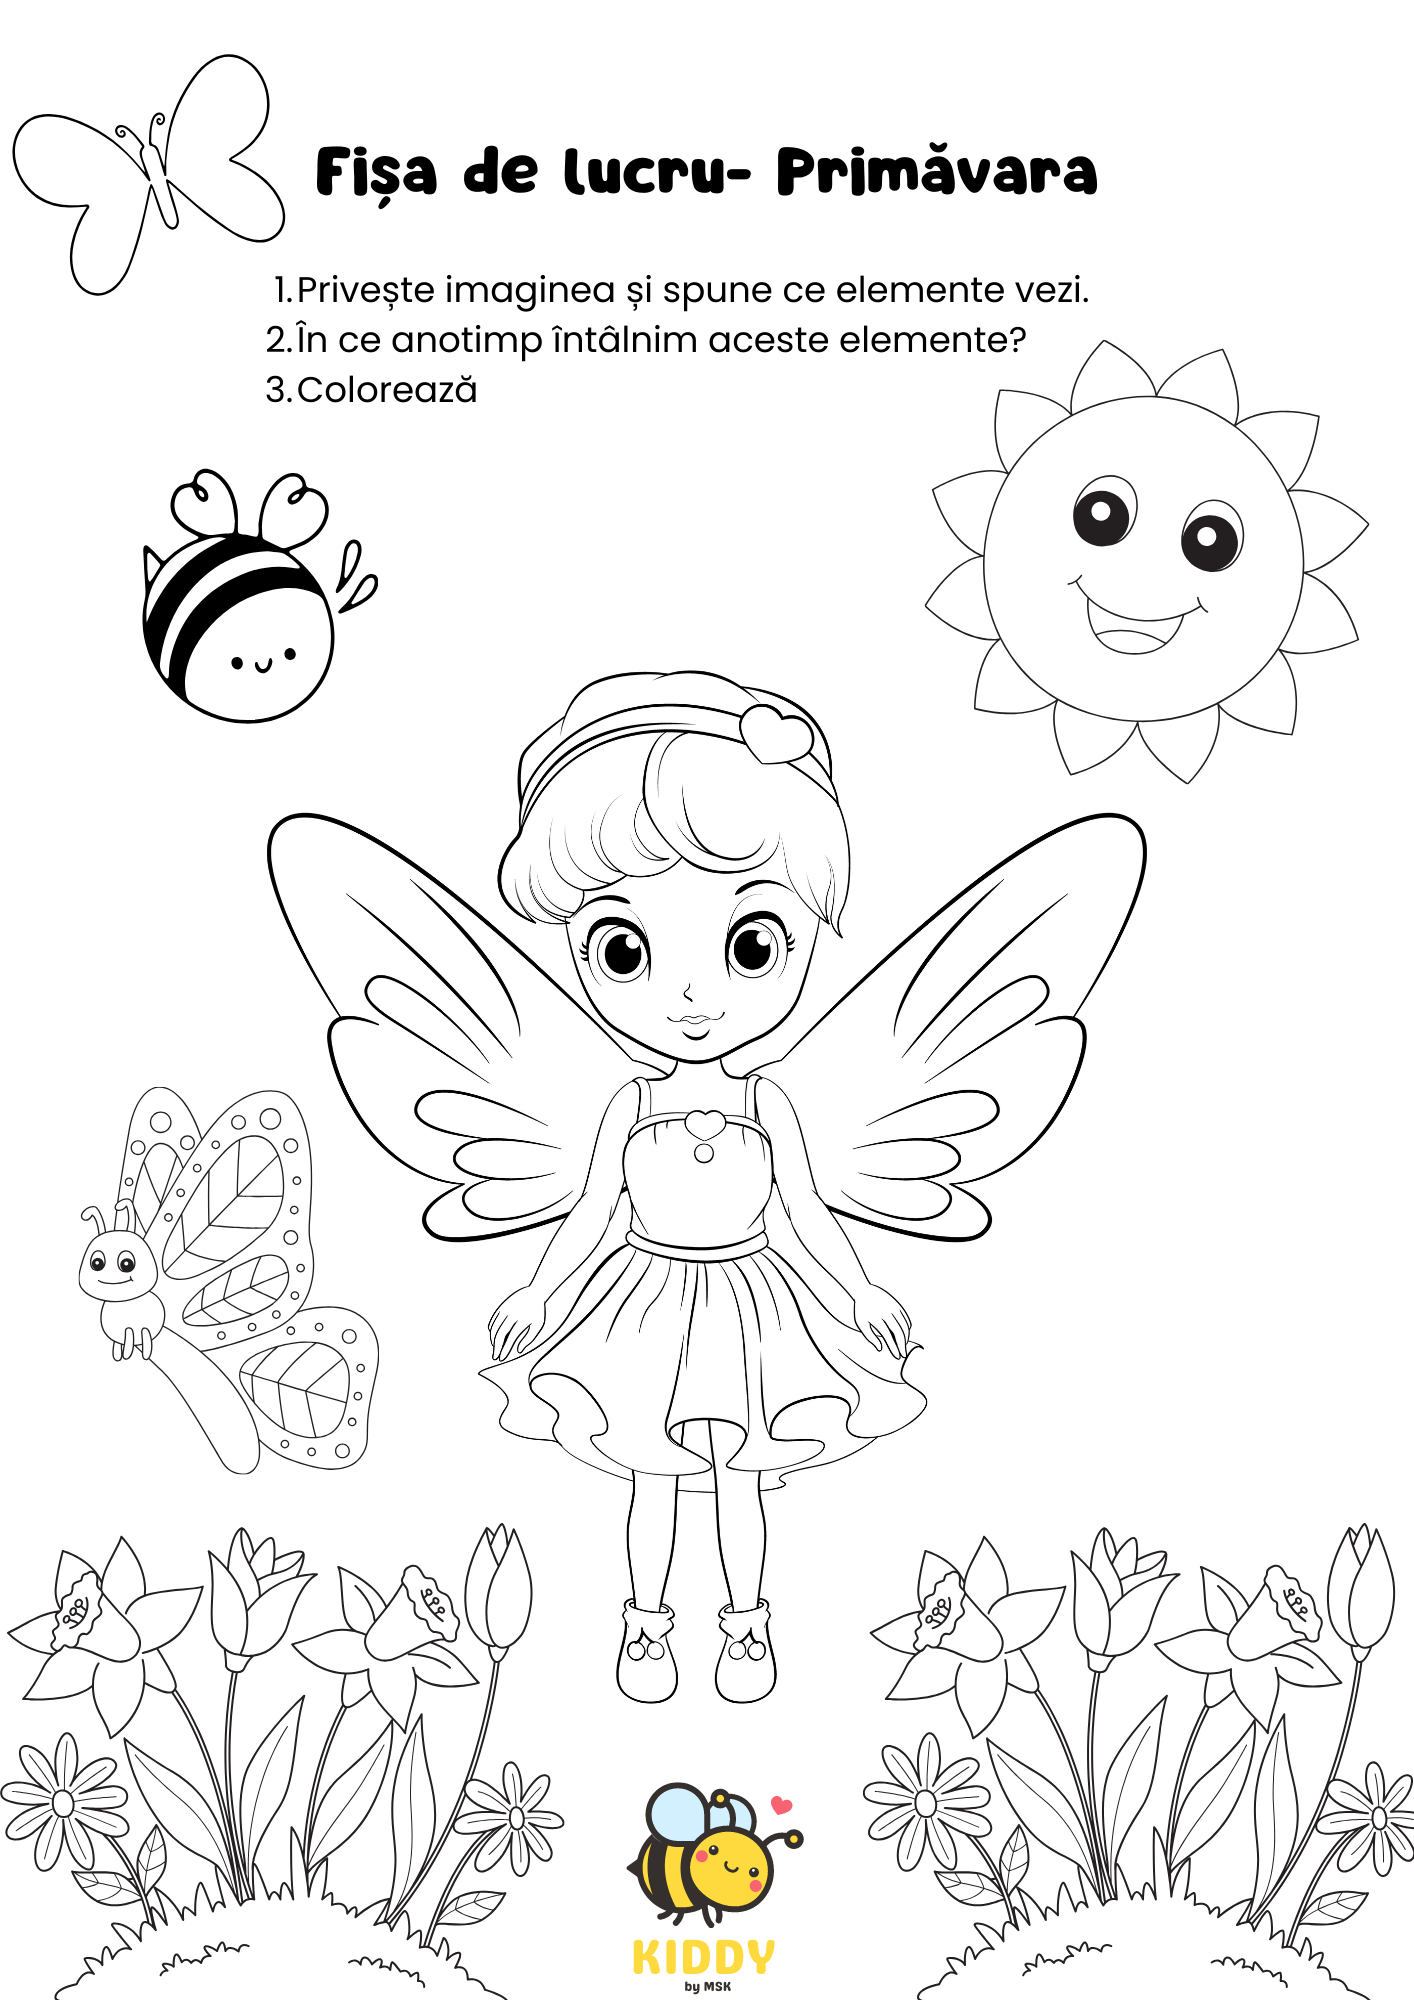 Fișa de lucru- Primăvara
1. Privește imaginea și spune ce elemente vezi.
2. În ce anotimp întâlnim aceste elemente?
3. Colorează
KIDDY
by MSK